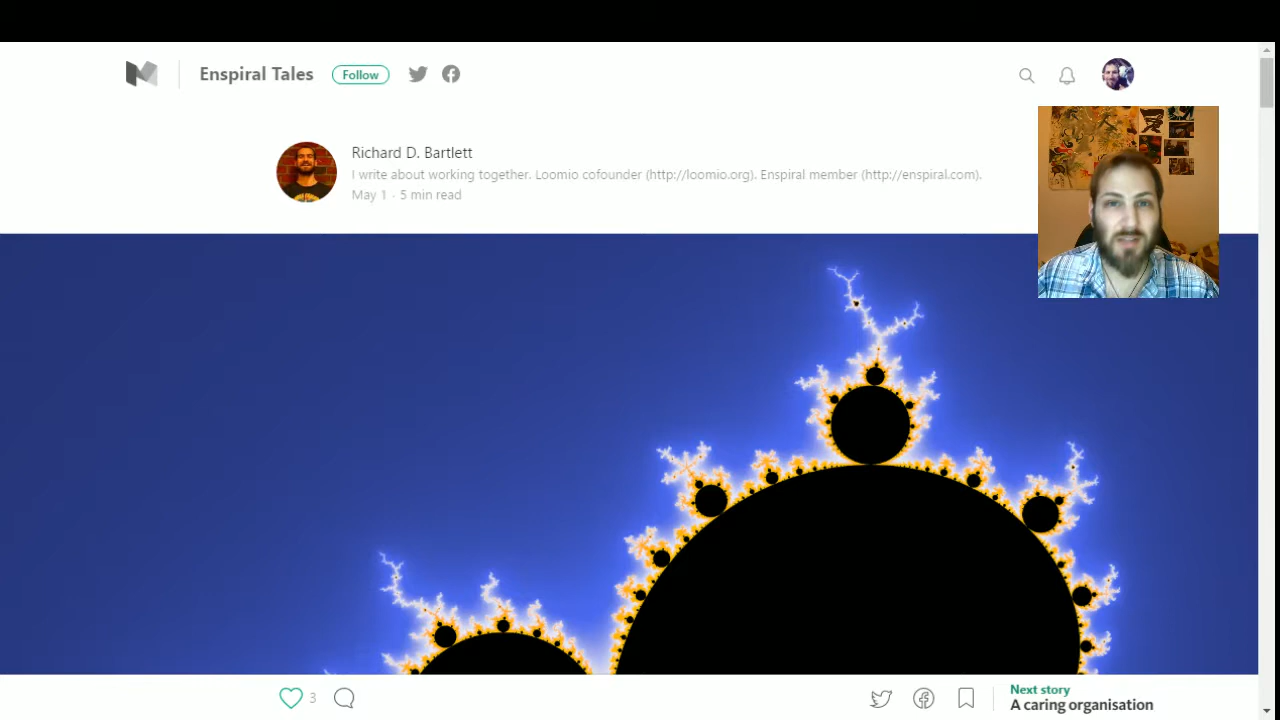 Enspiral Tales
Follow
Richard D. Bartlett
I write about working together. Loomio cofounder (http://loomio.org). Enspiral member (http://enspiral.com).
May 1 · 5 min read
3
Next story
A caring organisation